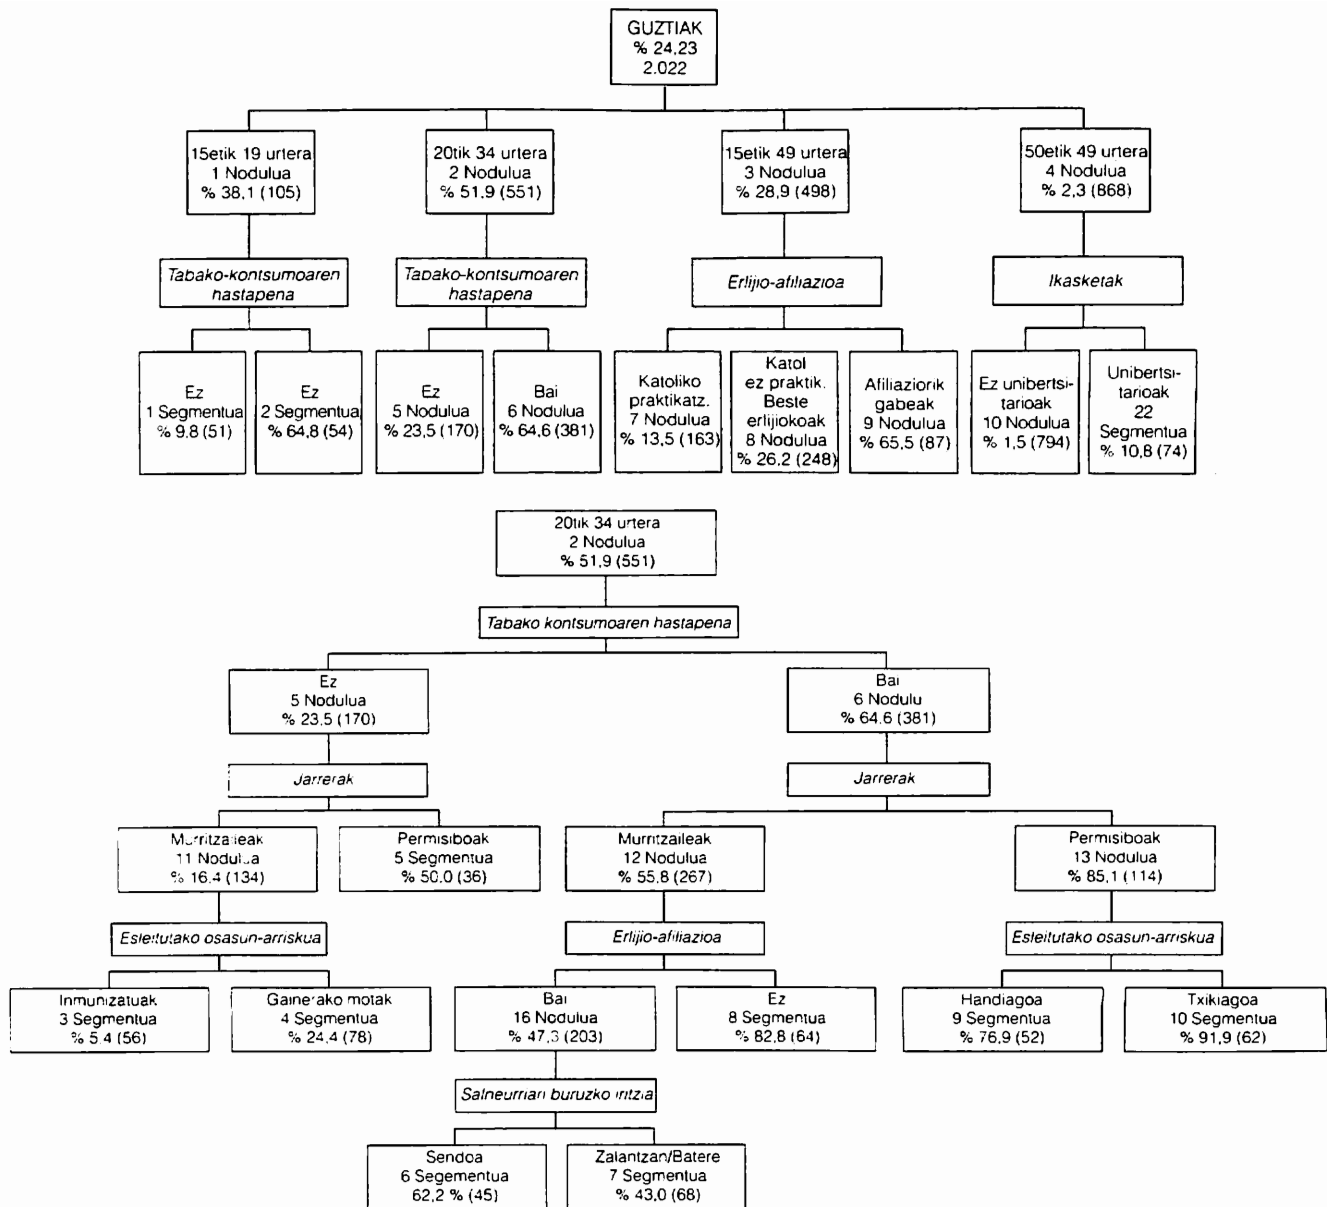 GUZTIAK
% 24,23
2.022
15etik 19 urtera
1 Nodulua
% 38,1 (105)
20tik 34 urtera
2 Nodulua
% 51,9 (551)
15etik 49 urtera
3 Nodulua
% 28,9 (498)
50etik 49 urtera
4 Nodulua
% 2,3 (868)
Tabako-kontsumoaren
hastapena
Tabako-kontsumoaren
hastapena
Erlijio-afiliazioa
Ikasketak
Ez
1 Segmentua
% 9,8 (51)
Ez
2 Segmentua
% 64,8 (54)
Ez
5 Nodulua
% 23,5 (170)
Bai
6 Nodulua
% 64,6 (381)
Katoliko
praktikatz.
7 Nodulua
% 13,5 (163)
Katol
ez praktik.
Beste
erlijiokoak
8 Nodulua
% 26,2 (248)
Afiliaziorik
gabeak
9 Nodulua
% 65,5 (87)
Ez unibertsi-
tarioak
10 Nodulua
% 1,5 (794)
Unibertsi-
tarioak
22
Segmentua
% 10,8 (74)
20tik 34 urtera
2 Nodulua
% 51,9 (551)
Tabako kontsumoaren hastapena
Ez
5 Nodulua
% 23,5 (170)
Bai
6 Nodulu
% 64,6 (381)
Jarrerak
Jarrerak
Murritzaileak
11 Nodulua
% 16,4 (134)
Permisiboak
5 Segmentua
% 50,0 (36)
Murritzaileak
12 Nodulua
% 55,8 (267)
Permisiboak
13 Nodulua
% 85,1 (114)
Esleitutako osasun-arriskua
Erlijio-afiliazioa
Esleitutako osasun-arriskua
Inmunizatuak
3 Segmentua
% 5,4 (56)
Gainerako motak
4 Segmentua
% 24,4 (78)
Bai
16 Nodulua
% 47,3 (203)
Ez
8 Segmentua
% 82,8 (64)
Handiagoa
9 Segmentua
% 76,9 (52)
Txikiagoa
10 Segmentua
% 91,9 (62)
Salneurriari buruzko iritzia
Sendoa
6 Segementua
62,2 % (45)
Zalantzan/Batere
7 Segmentua
% 43,0 (68)